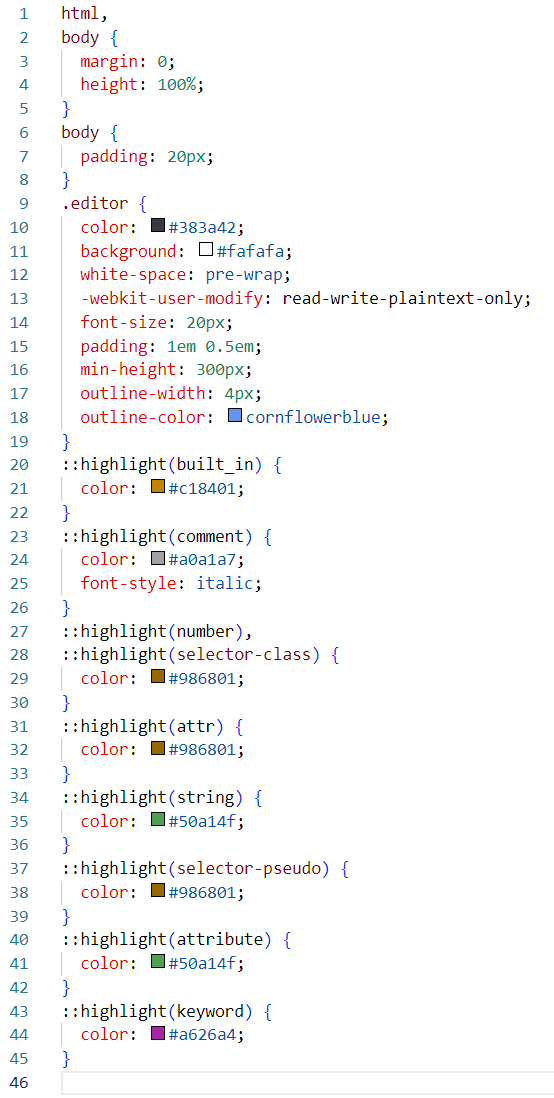 1 html,
2 body {
3 margin: 0;
4 height: 100%;
5 }
6 body {
7 padding: 20px;
8 }
9 .editor {
10 color: #383a42;
11 background: #fafafa;
12 white-space: pre-wrap;
13 -webkit-user-modify: read-write-plaintext-only;
14 font-size: 20px;
15 padding: 1em 0.5em;
16 min-height: 300px;
17 outline-width: 4px;
18 outline-color: cornflowerblue;
19 }
20 ::highlight(built_in) {
21 color: #c18401;
22 }
23 ::highlight(comment) {
24 color: #a0a1a7;
25 font-style: italic;
26 }
27 ::highlight(number),
28 ::highlight(selector-class) {
29 color: #986801;
30 }
31 ::highlight(attr) {
32 color: #986801;
33 }
34 ::highlight(string) {
35 color: #50a14f;
36 }
37 ::highlight(selector-pseudo) {
38 color: #986801;
39 }
40 ::highlight(attribute) {
41 color: #50a14f;
42 }
43 ::highlight(keyword) {
44 color: #a626a4;
45 }
46